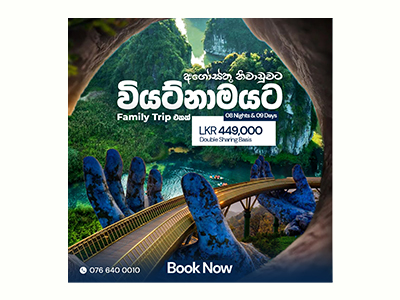 අගෝස්තු නිවාඩුවට
වියට්නාමයට
Family Trip එකක්
08 Nights & 09 Days
LKR 449,000
Double Sharing Basis
076 640 0010
Book Now